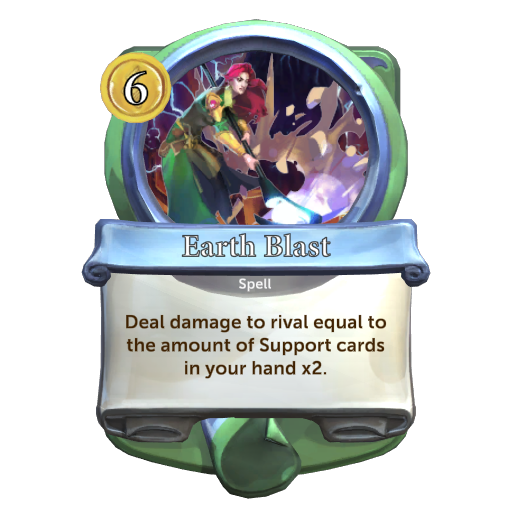 6
Earth Blast
Spell
Deal damage to rival equal to
the amount of Support cards
in your hand x2.